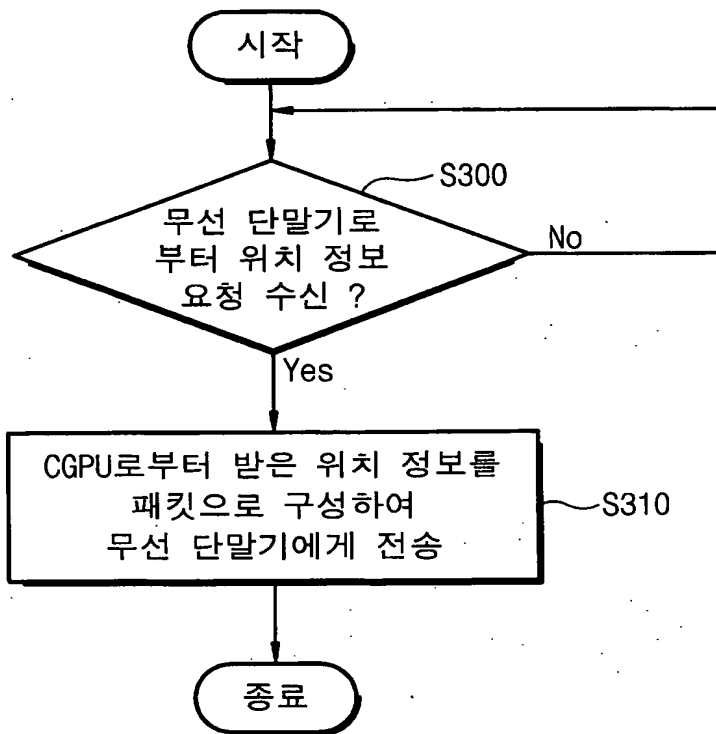 시작
S300
무선 단말기로
부터 위치 정보
요청 수신 ?
No
Yes
CGPU로부터 받은 위치 정보를
패킷으로 구성하여
무선 단말기에게 전송
S310
종료